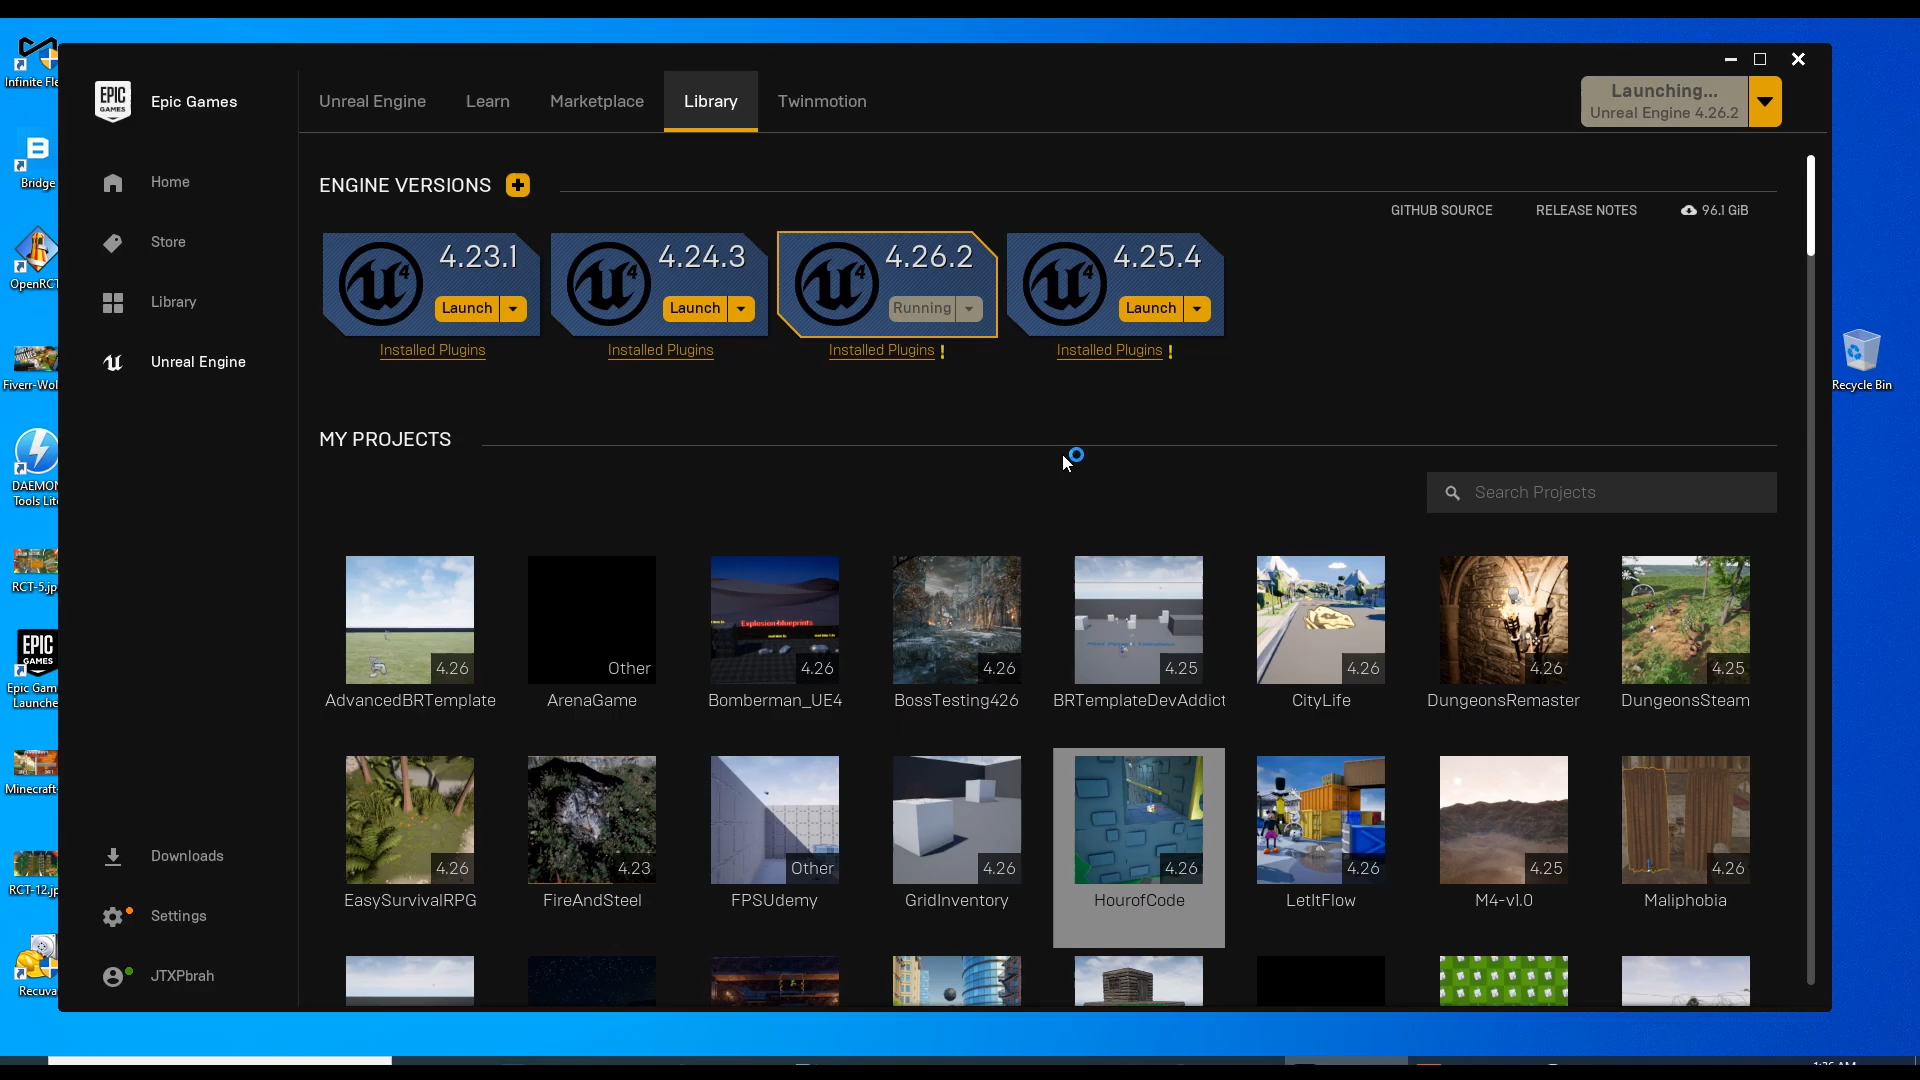 Infinite Fle
Bridge
OpenRCT
Fiverr-Wol
DAEMON
Tools Lite
RCT-5.jp
EPIC
GAMES
Epic Gam
Launche
Minecraft-
RCT-12.jp
Recuva
Recycle Bin
EPIC
GAMES
Epic Games
Home
Store
Library
Unreal Engine
Downloads
Settings
JTXPbrah
Unreal Engine
Learn
Marketplace
Library
Twinmotion
Launching...
Unreal Engine 4.26.2
ENGINE VERSIONS
GITHUB SOURCE
RELEASE NOTES
96.1 GiB
4.23.1
Launch
Installed Plugins
4.24.3
Launch
Installed Plugins
4.26.2
Running
Installed Plugins !
4.25.4
Launch
Installed Plugins !
MY PROJECTS
Search Projects
4.26
AdvancedBRTemplate
Other
ArenaGame
Explosion blueprints
4.26
Bomberman_UE4
4.26
BossTesting426
4.25
BRTemplateDevAddict
4.26
CityLife
4.26
DungeonsRemaster
4.25
DungeonsSteam
4.26
EasySurvivalRPG
4.23
FireAndSteel
Other
FPSUdemy
4.26
GridInventory
4.26
HourofCode
4.26
LetItFlow
4.25
M4-v1.0
4.26
Maliphobia